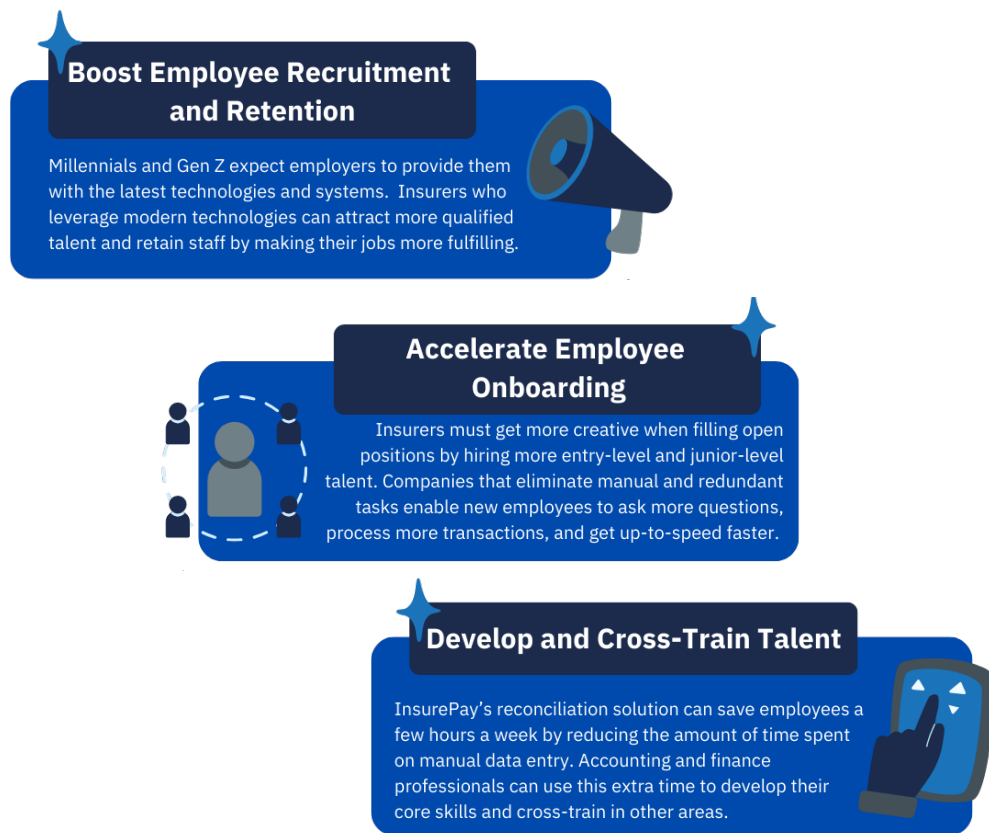 Boost Employee Recruitment
and Retention
Millennials and Gen Z expect employers to provide them
with the latest technologies and systems.  Insurers who
leverage modern technologies can attract more qualified
talent and retain staff by making their jobs more fulfilling.
Accelerate Employee
Onboarding
Insurers must get more creative when filling open
positions by hiring more entry-level and junior-level
talent. Companies that eliminate manual and redundant
tasks enable new employees to ask more questions,
process more transactions, and get up-to-speed faster.
Develop and Cross-Train Talent
InsurePay’s reconciliation solution can save employees a
few hours a week by reducing the amount of time spent
on manual data entry. Accounting and finance
professionals can use this extra time to develop their
core skills and cross-train in other areas.